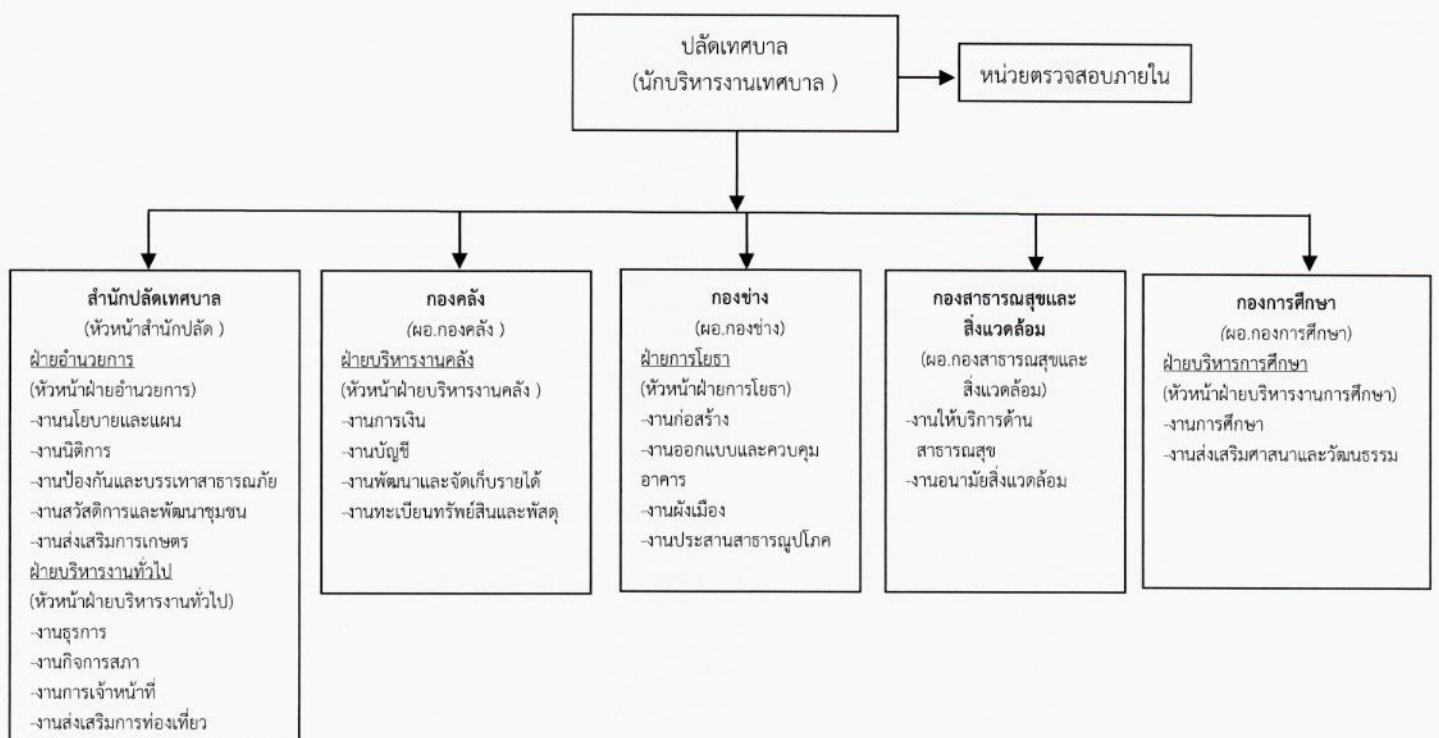 ปลัดเทศบาล
(นักบริหารงานเทศบาล )
หน่วยตรวจสอบภายใน
สำนักปลัดเทศบาล
(หัวหน้าสำนักปลัด )
ฝ่ายอำนวยการ
(หัวหน้าฝ่ายอำนวยการ)
-งานนโยบายและแผน
-งานนิติการ
-งานป้องกันและบรรเทาสาธารณภัย
-งานสวัสดิการและพัฒนาชุมชน
-งานส่งเสริมการเกษตร
ฝ่ายบริหารงานทั่วไป
(หัวหน้าฝ่ายบริหารงานทั่วไป)
-งานธุรการ
-งานกิจการสภา
-งานการเจ้าหน้าที่
-งานส่งเสริมการท่องเที่ยว
กองคลัง
(ผอ.กองคลัง )
ฝ่ายบริหารงานคลัง
(หัวหน้าฝ่ายบริหารงานคลัง )
-งานการเงิน
-งานบัญชี
-งานพัฒนาและจัดเก็บรายได้
-งานทะเบียนทรัพย์สินและพัสดุ
กองช่าง
(ผอ.กองช่าง)
ฝ่ายการโยธา
(หัวหน้าฝ่ายการโยธา)
-งานก่อสร้าง
-งานออกแบบและควบคุม
อาคาร
-งานผังเมือง
-งานประสานสาธารณูปโภค
กองสาธารณสุขและ
สิ่งแวดล้อม
(ผอ.กองสาธารณสุขและ
สิ่งแวดล้อม)
-งานให้บริการด้าน
สาธารณสุข
-งานอนามัยสิ่งแวดล้อม
กองการศึกษา
(ผอ.กองการศึกษา)
ฝ่ายบริหารการศึกษา
(หัวหน้าฝ่ายบริหารงานการศึกษา)
-งานการศึกษา
-งานส่งเสริมศาสนาและวัฒนธรรม